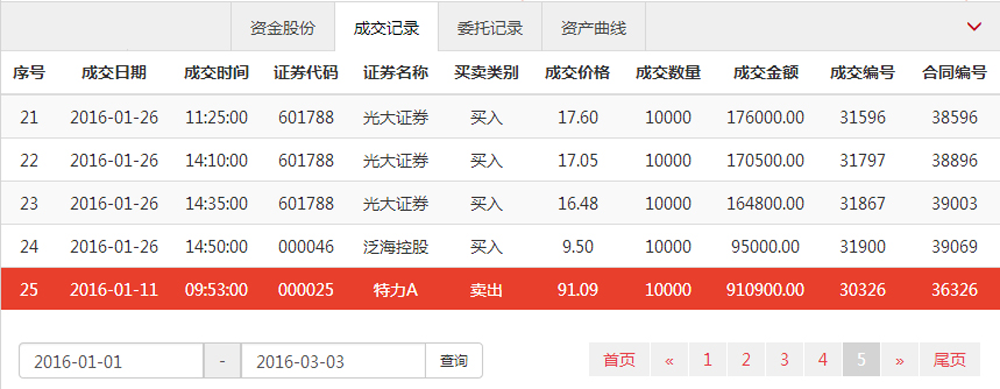 资金股份 成交记录 委托记录 资产曲线
序号 成交日期 成交时间 证券代码 证券名称 买卖类别 成交价格 成交数量 成交金额 成交编号 合同编号
21 2016-01-26 11:25:00 601788 光大证券 买入 17.60 10000 176000.00 31596 38596
22 2016-01-26 14:10:00 601788 光大证券 买入 17.05 10000 170500.00 31797 38896
23 2016-01-26 14:35:00 601788 光大证券 买入 16.48 10000 164800.00 31867 39003
24 2016-01-26 14:50:00 000046 泛海控股 买入 9.50 10000 95000.00 31900 39069
25 2016-01-11 09:53:00 000025 特力A 卖出 91.09 10000 910900.00 30326 36326
2016-01-01 - 2016-03-03 查询 首页 « 1 2 3 4 5 » 尾页